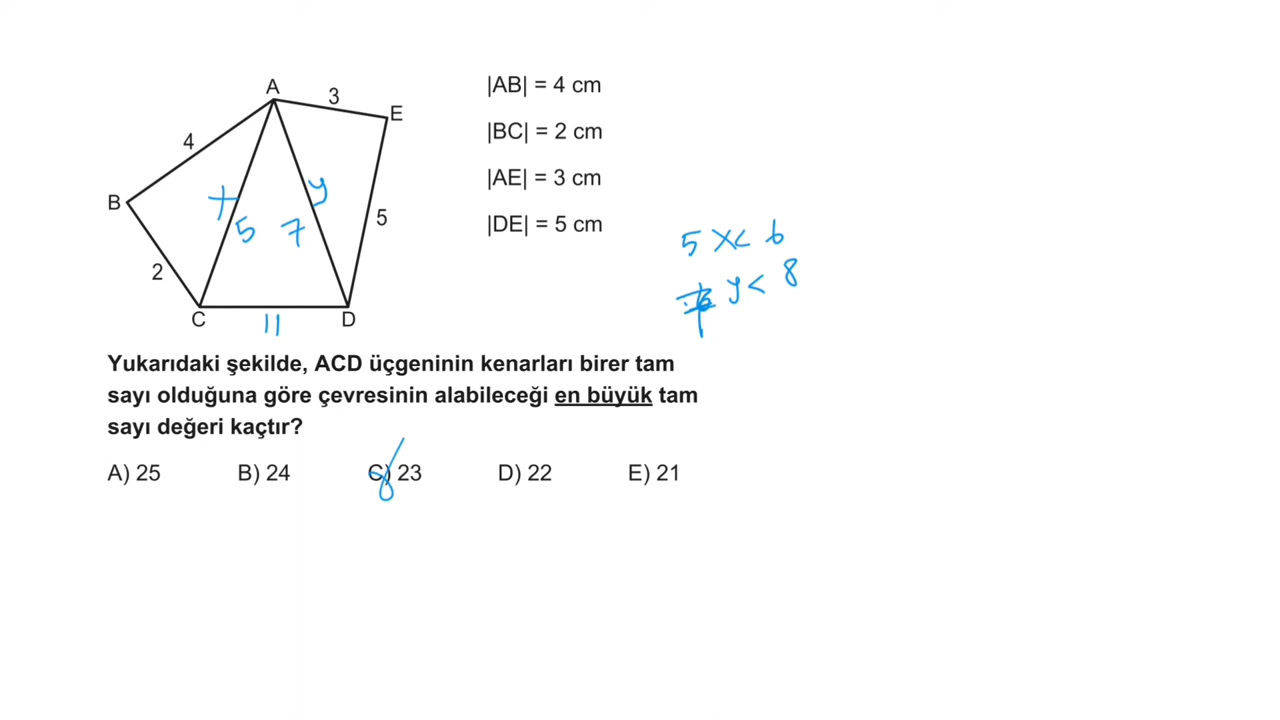 A
3
E
|AB| = 4 cm
4
|BC| = 2 cm
|AE| = 3 cm
B
x
y
5
7
5
|DE| = 5 cm
5 x < 6
2
y < 8
C
11
D
Yukarıdaki şekilde, ACD üçgeninin kenarları birer tam
sayı olduğuna göre çevresinin alabileceği en büyük tam
sayı değeri kaçtır?
A) 25 B) 24 C) 23 D) 22 E) 21